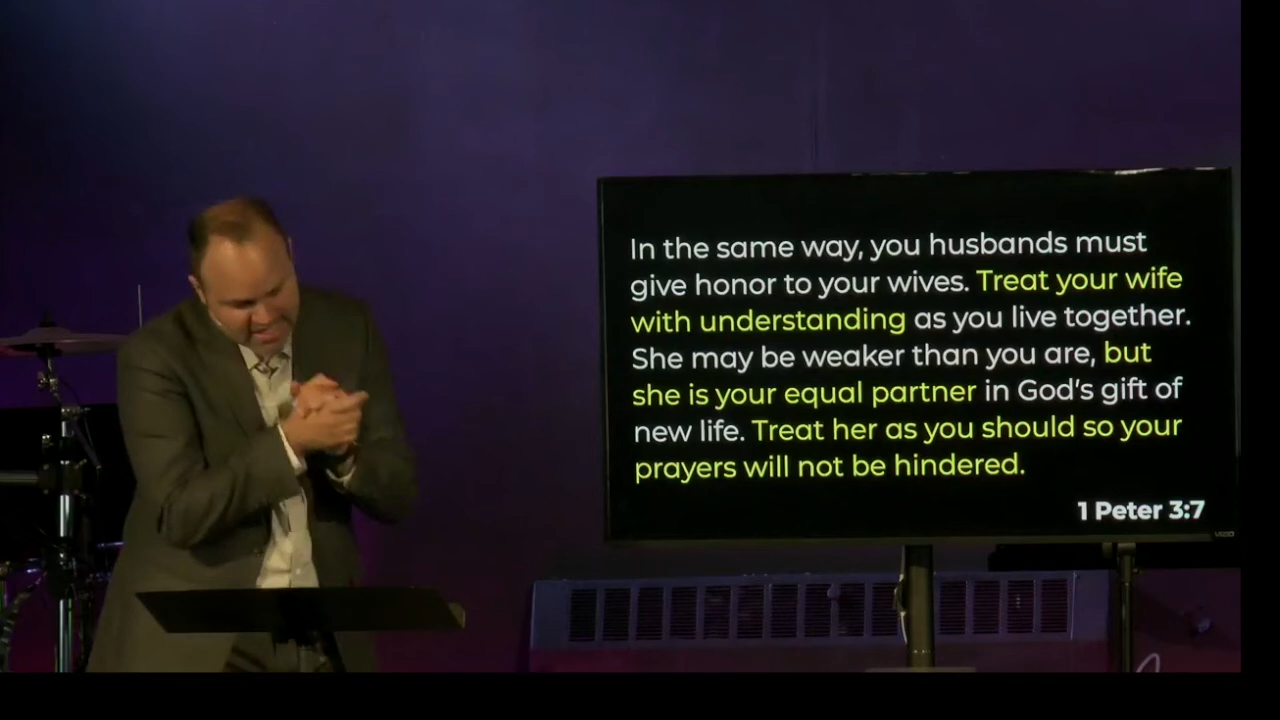 In the same way, you husbands must
give honor to your wives. Treat your wife
with understanding as you live together.
She may be weaker than you are, but
she is your equal partner in God's gift of
new life. Treat her as you should so your
prayers will not be hindered.
1 Peter 3:7
VIZIO